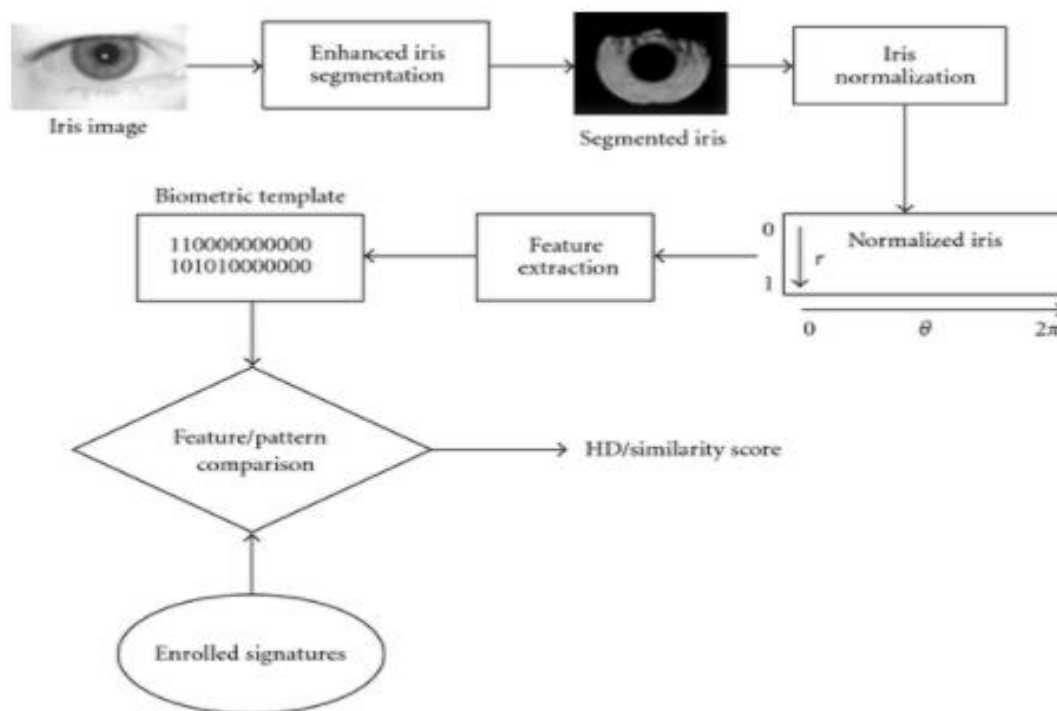 Enhanced iris
segmentation
Iris
normalization
Iris image
Segmented iris
Biometric template
110000000000
101010000000
Feature
extraction
0
Normalized iris
r
1
0
θ
2π
Feature/pattern
comparison
HD/similarity score
Enrolled signatures